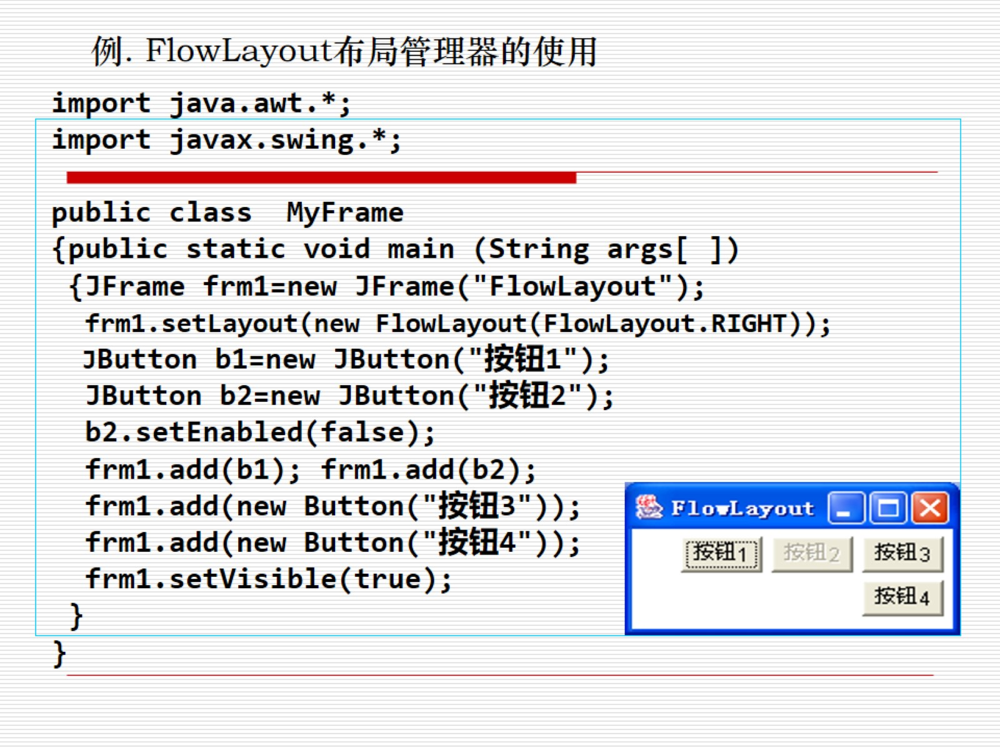 例. FlowLayout布局管理器的使用
import java.awt.*;
import javax.swing.*;
public class  MyFrame
{public static void main (String args[ ])
 {JFrame frm1=new JFrame("FlowLayout");
  frm1.setLayout(new FlowLayout(FlowLayout.RIGHT));
  JButton b1=new JButton("按钮1");
  JButton b2=new JButton("按钮2");
  b2.setEnabled(false);
  frm1.add(b1); frm1.add(b2);
  frm1.add(new Button("按钮3"));
  frm1.add(new Button("按钮4"));
  frm1.setVisible(true);
 }
}
FlowLayout
按钮1 按钮2 按钮3
按钮4